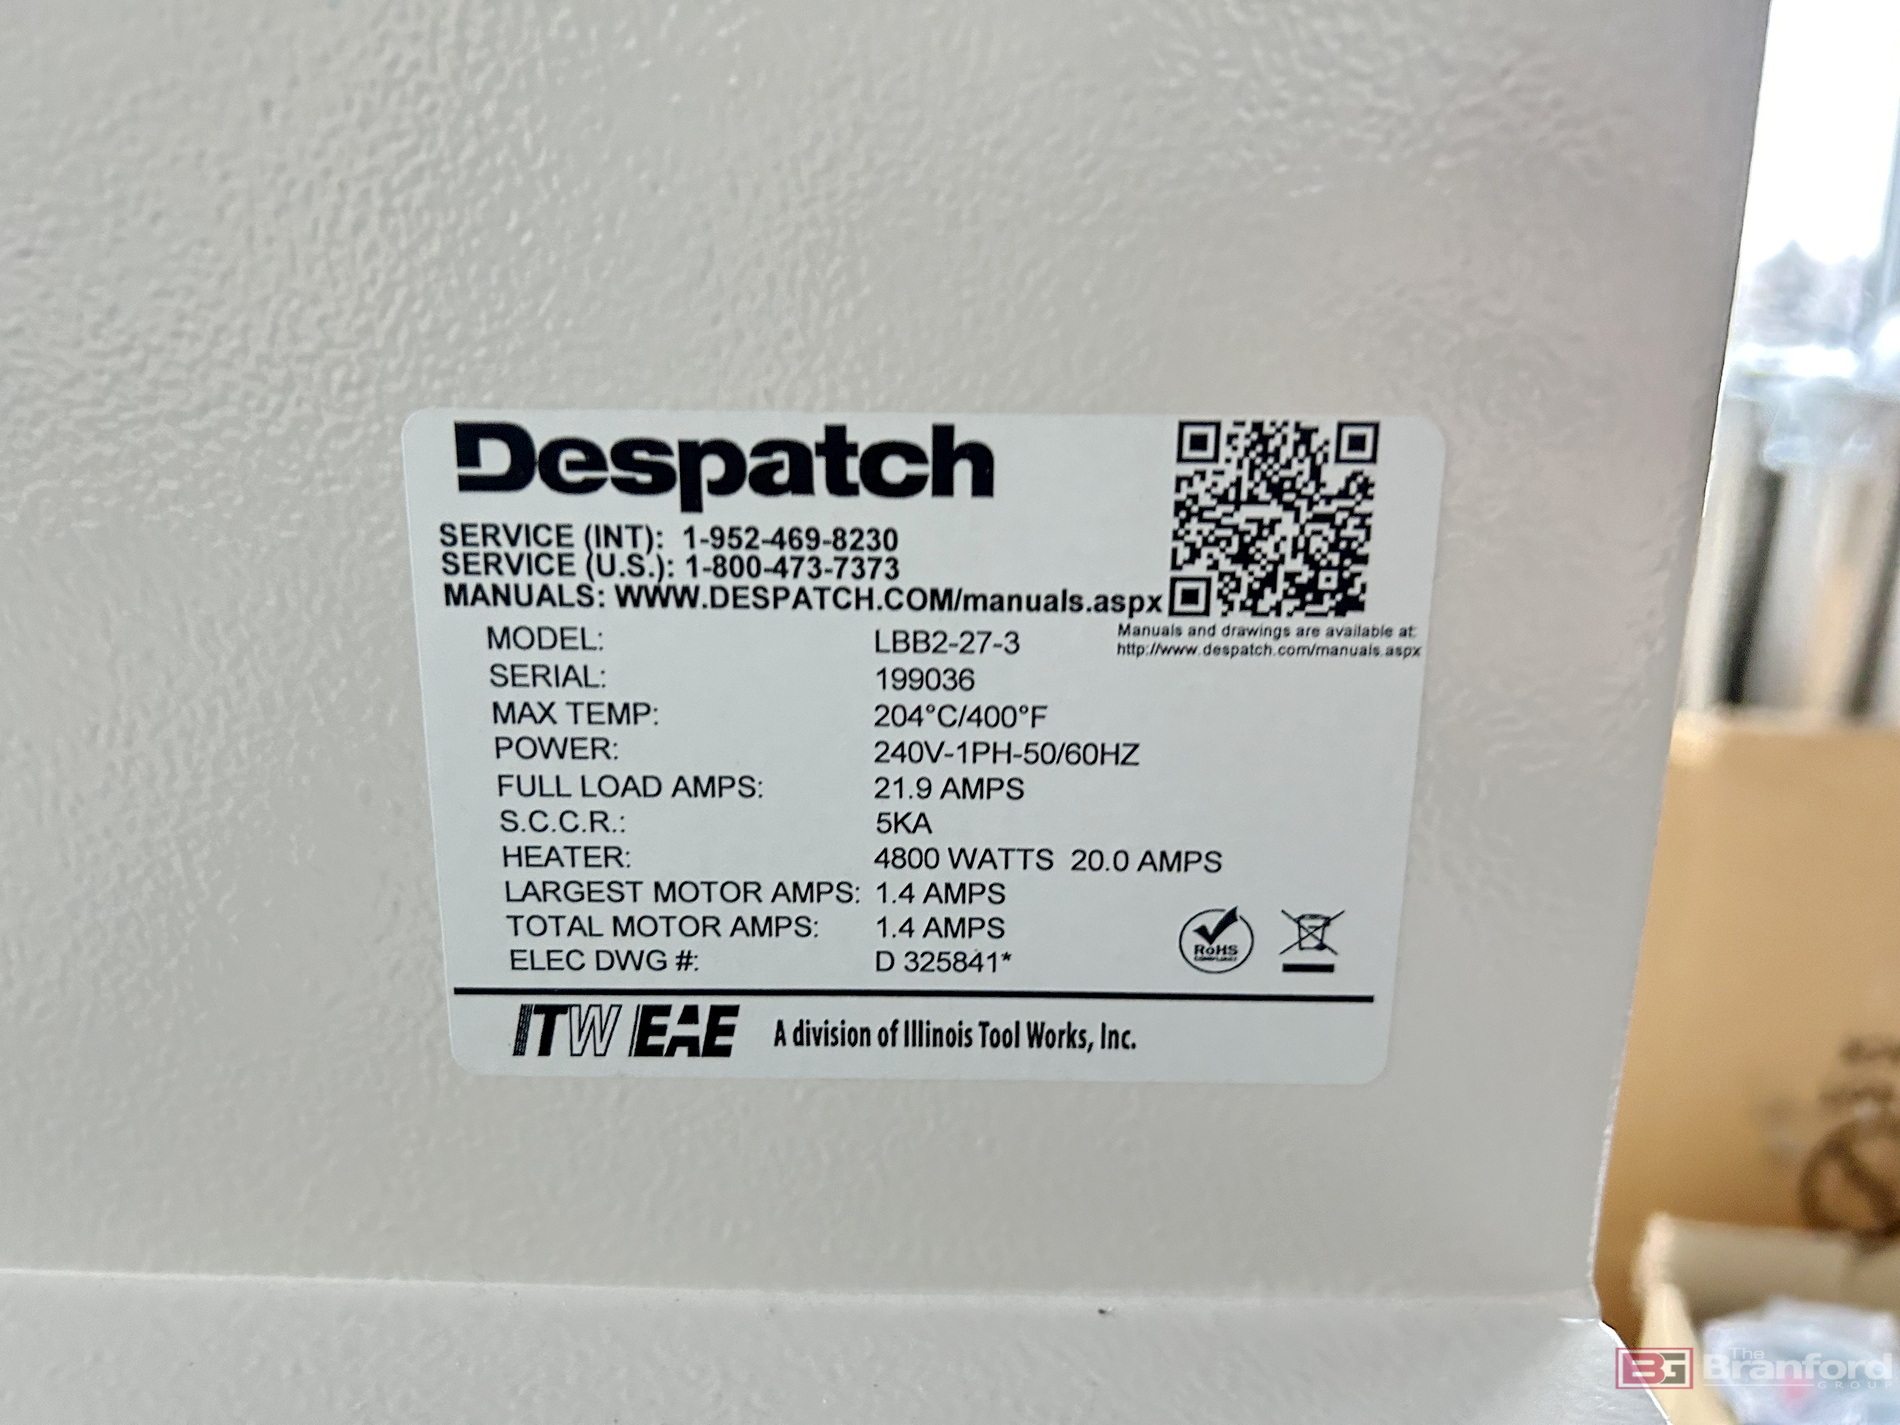 Despatch
SERVICE (INT): 1-952-469-8230
SERVICE (U.S.): 1-800-473-7373
MANUALS: WWW.DESPATCH.COM/manuals.aspx
Manuals and drawings are available at:
http://www.despatch.com/manuals.aspx
MODEL: LBB2-27-3
SERIAL: 199036
MAX TEMP: 204°C/400°F
POWER: 240V-1PH-50/60HZ
FULL LOAD AMPS: 21.9 AMPS
S.C.C.R.: 5KA
HEATER: 4800 WATTS 20.0 AMPS
LARGEST MOTOR AMPS: 1.4 AMPS
TOTAL MOTOR AMPS: 1.4 AMPS
ELEC DWG #: D 325841*
RoHS
COMPLIANT
ITW EAE A division of Illinois Tool Works, Inc.
BG The Branford GROUP